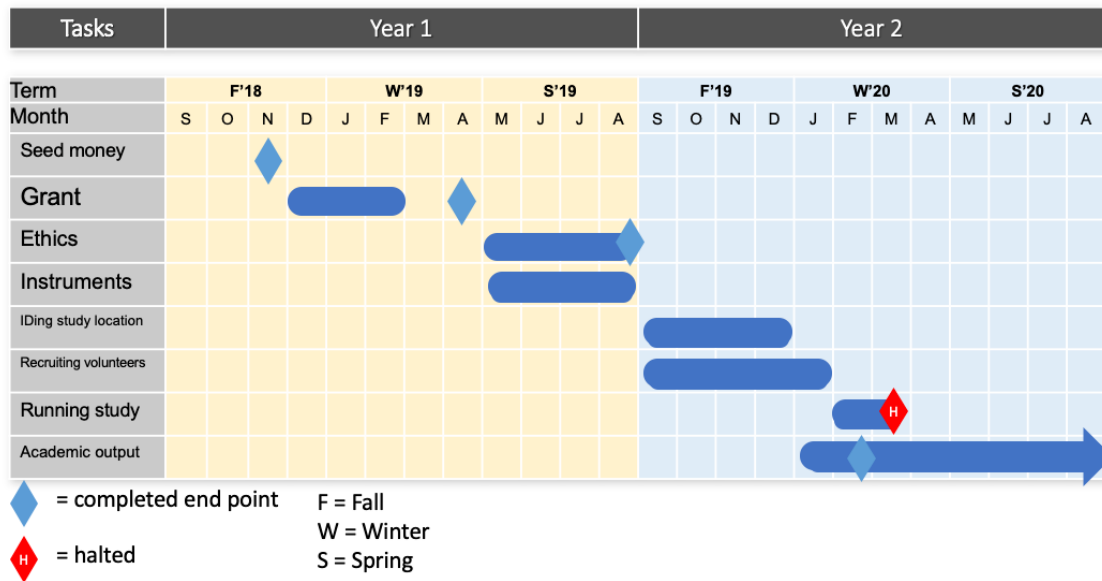 Tasks Year 1 Year 2
Term F'18 W'19 S'19 F'19 W'20 S'20
Month S O N D J F M A M J J A S O N D J F M A M J J A
Seed money
Grant
Ethics
Instruments
IDing study location
Recruiting volunteers
Running study H
Academic output
= completed end point
H = halted
F = Fall
W = Winter
S = Spring